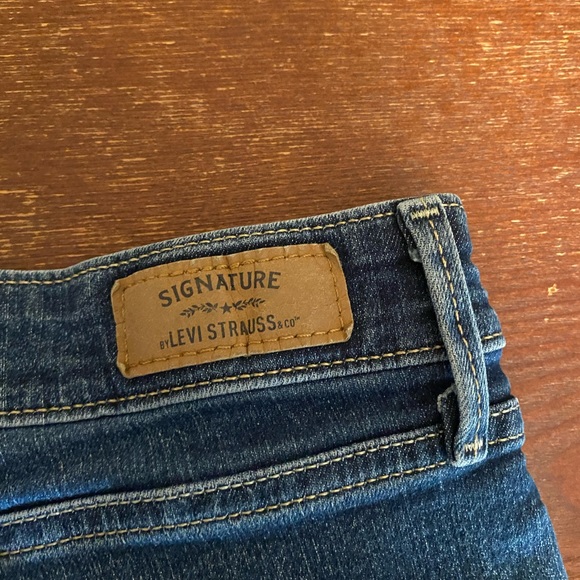 SIGNATURE
BY LEVI STRAUSS & CO™